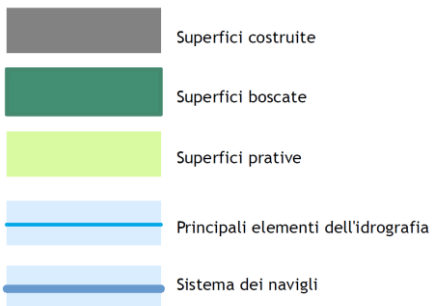 Superfici costruite
Superfici boscate
Superfici prative
Principali elementi dell'idrografia
Sistema dei navigli